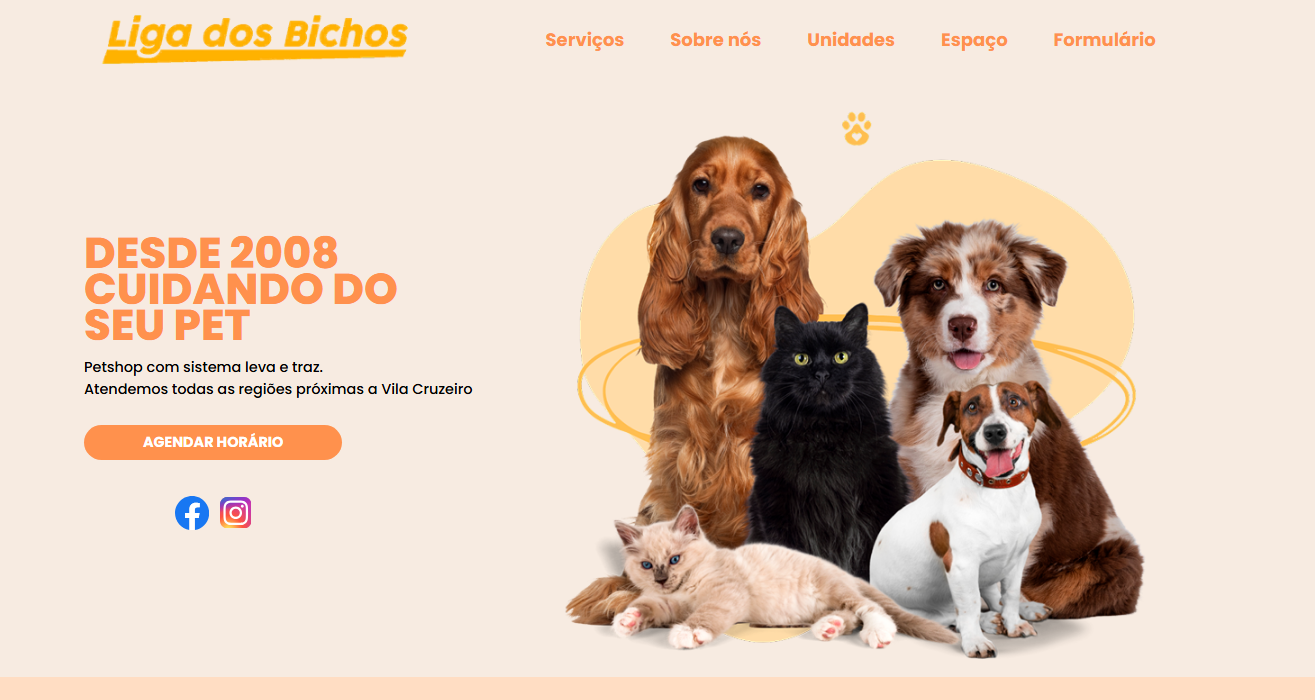 Liga dos Bichos
Serviços Sobre nós Unidades Espaço Formulário
DESDE 2008
CUIDANDO DO
SEU PET
Petshop com sistema leva e traz.
Atendemos todas as regiões próximas a Vila Cruzeiro
AGENDAR HORÁRIO